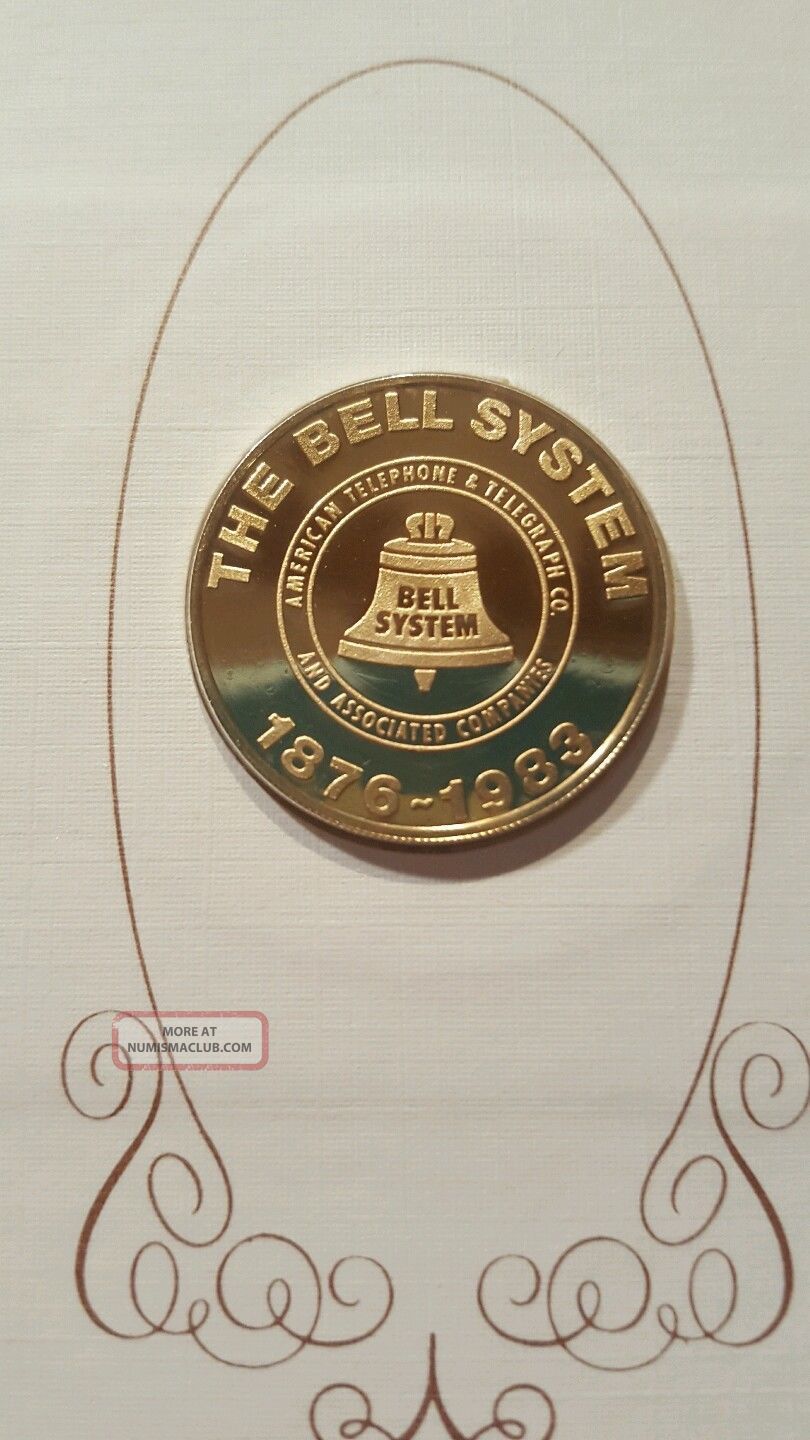 THE BELL SYSTEM
AMERICAN TELEPHONE & TELEGRAPH CO.
BELL
SYSTEM
AND ASSOCIATED COMPANIES
1876~1983
MORE AT
NUMISMACLUB.COM